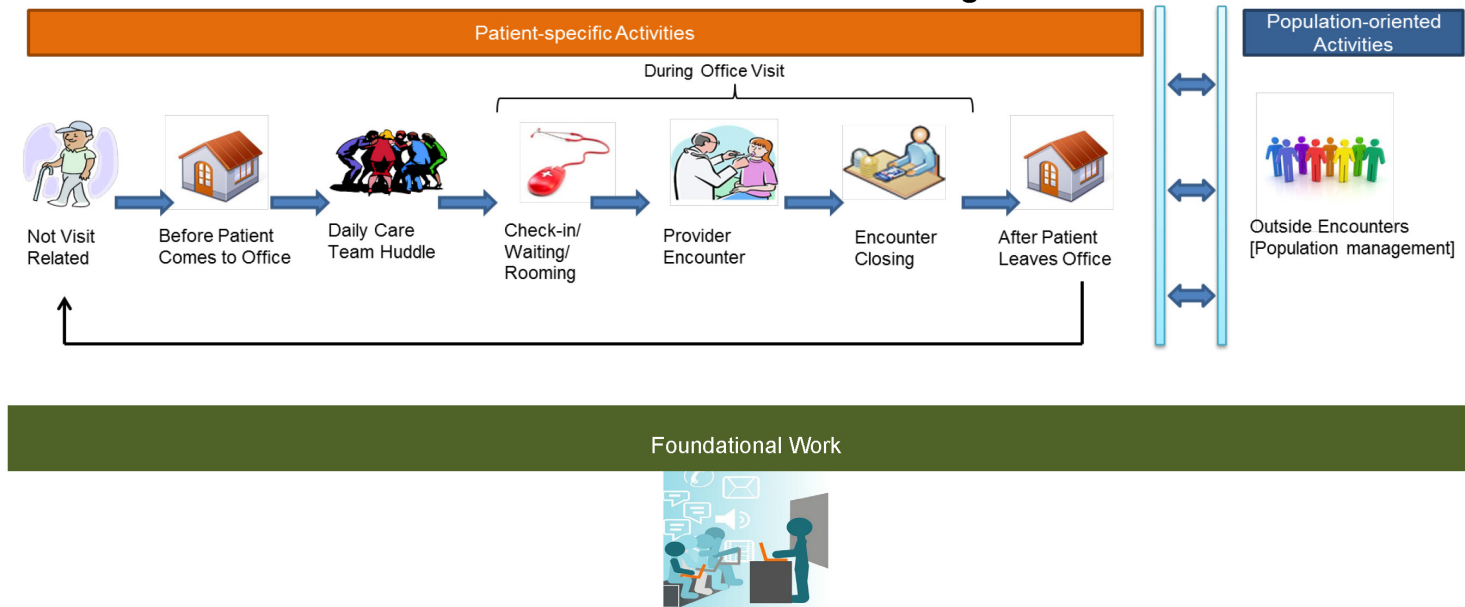 Patient-specific Activities
Population-oriented
Activities
During Office Visit
Not Visit
Related
Before Patient
Comes to Office
Daily Care
Team Huddle
Check-in/
Waiting/
Rooming
Provider
Encounter
Encounter
Closing
After Patient
Leaves Office
Outside Encounters
[Population management]
Foundational Work